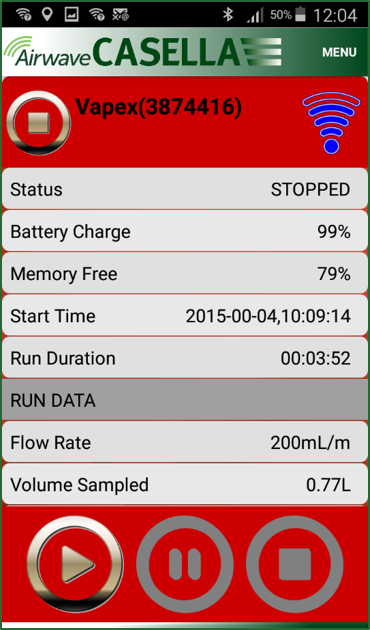 50% 12:04
Airwave CASELLA MENU
Vapex(3874416)
Status STOPPED
Battery Charge 99%
Memory Free 79%
Start Time 2015-00-04,10:09:14
Run Duration 00:03:52
RUN DATA
Flow Rate 200mL/m
Volume Sampled 0.77L